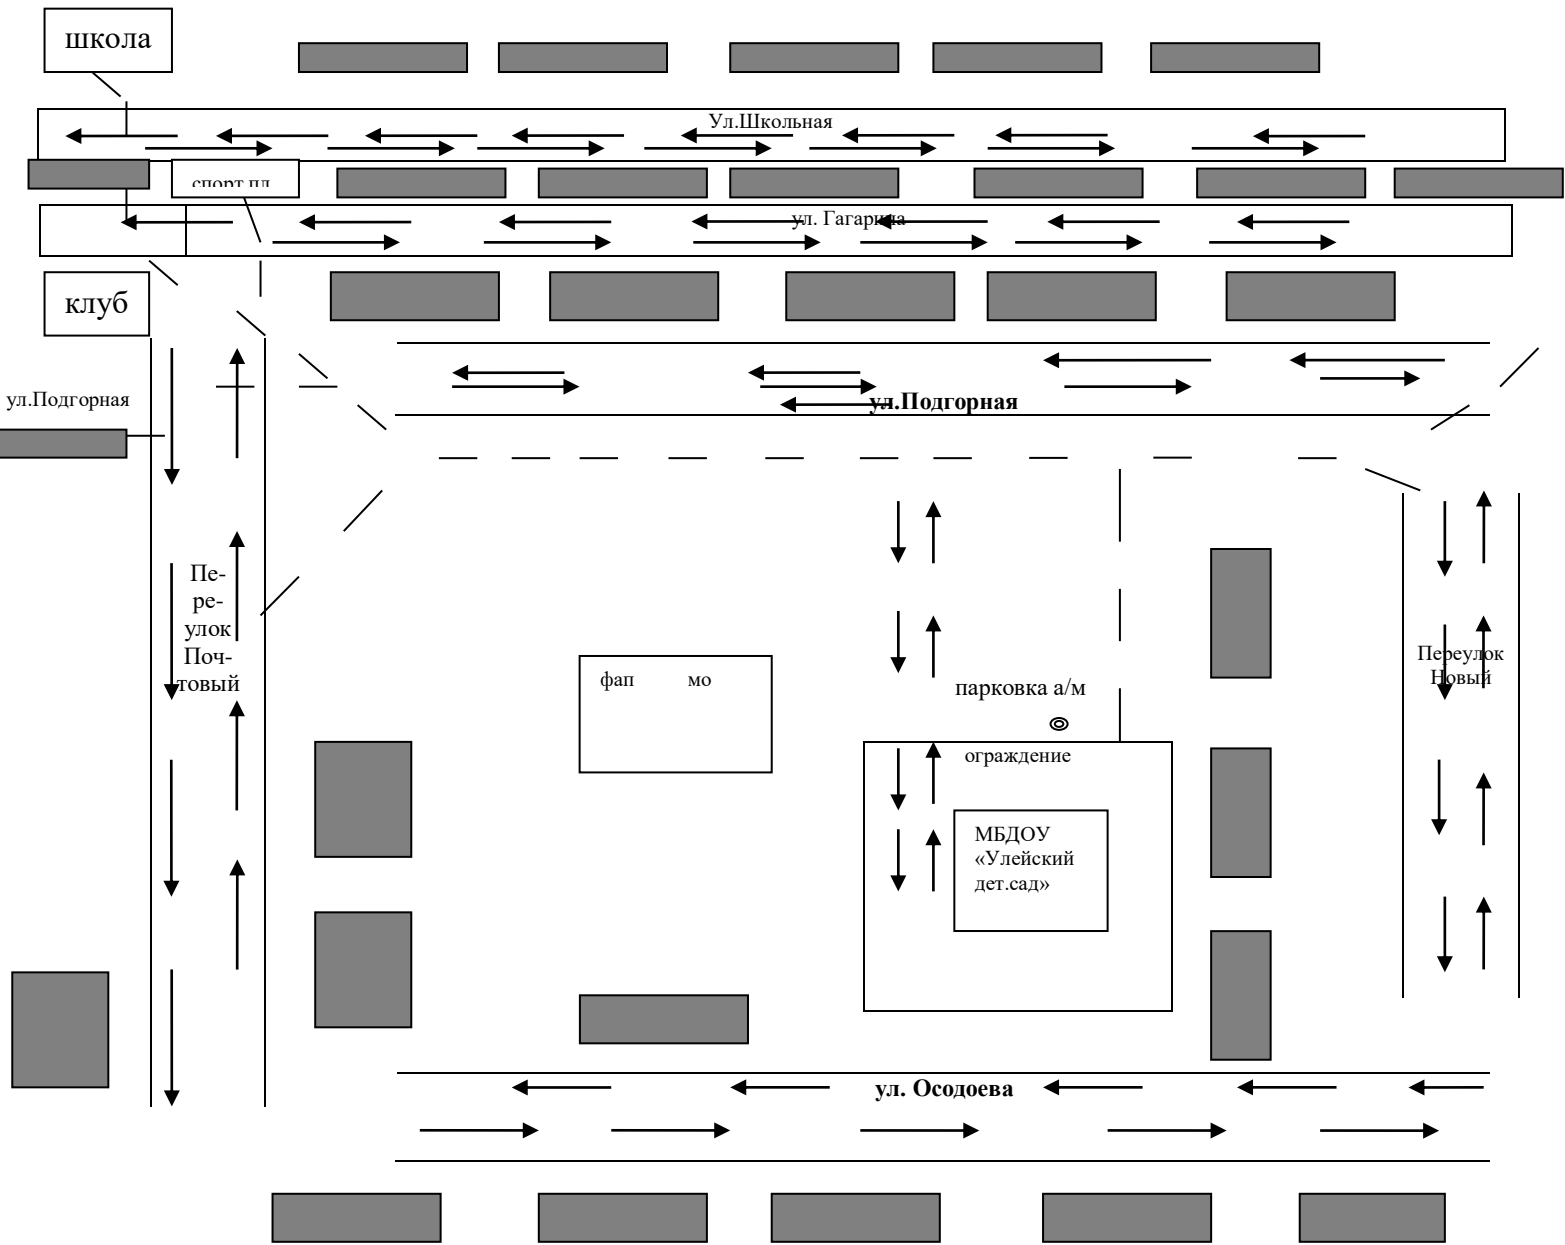 школа
Ул.Школьная
спорт.пл
ул. Гагарина
клуб
ул.Подгорная
ул.Подгорная
Пе-
ре-
улок
Поч-
товый
фап мо
парковка а/м
ограждение
МБДОУ
«Улейский
дет.сад»
Переулок
Новый
ул. Осодоева